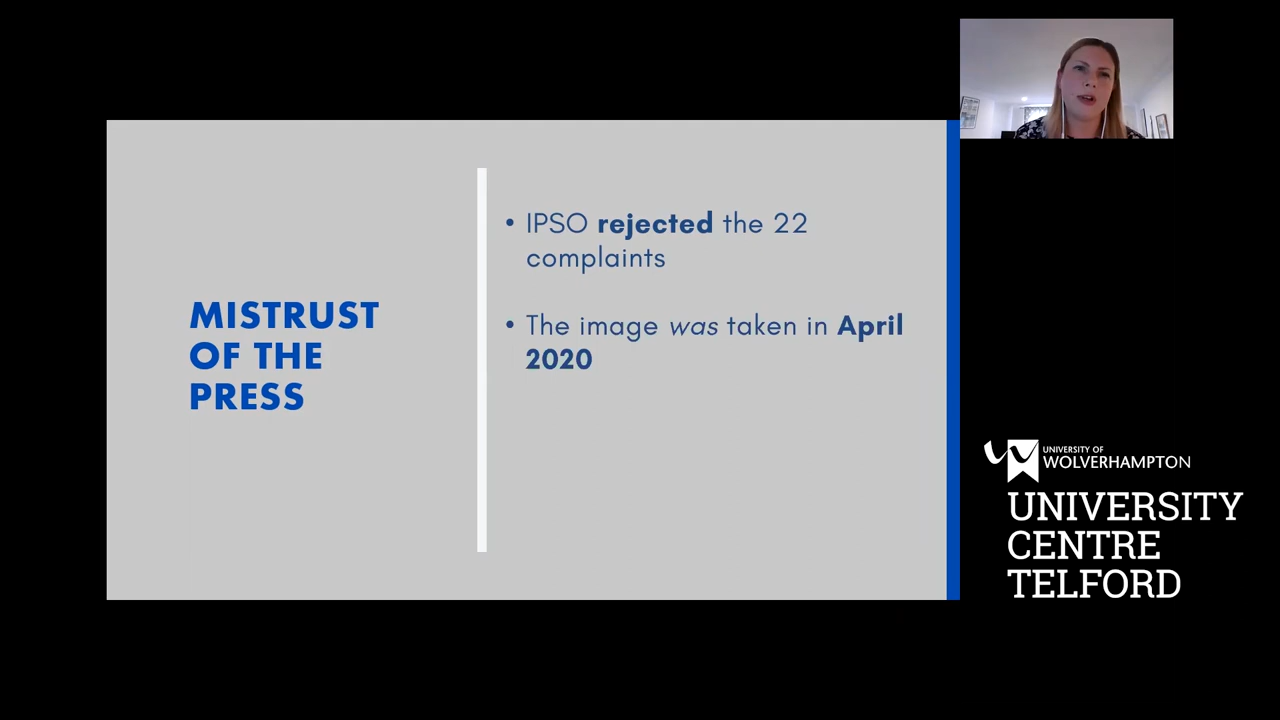 MISTRUST
OF THE
PRESS
• IPSO rejected the 22
complaints
• The image was taken in April
2020
UNIVERSITY OF
WOLVERHAMPTON
UNIVERSITY
CENTRE
TELFORD